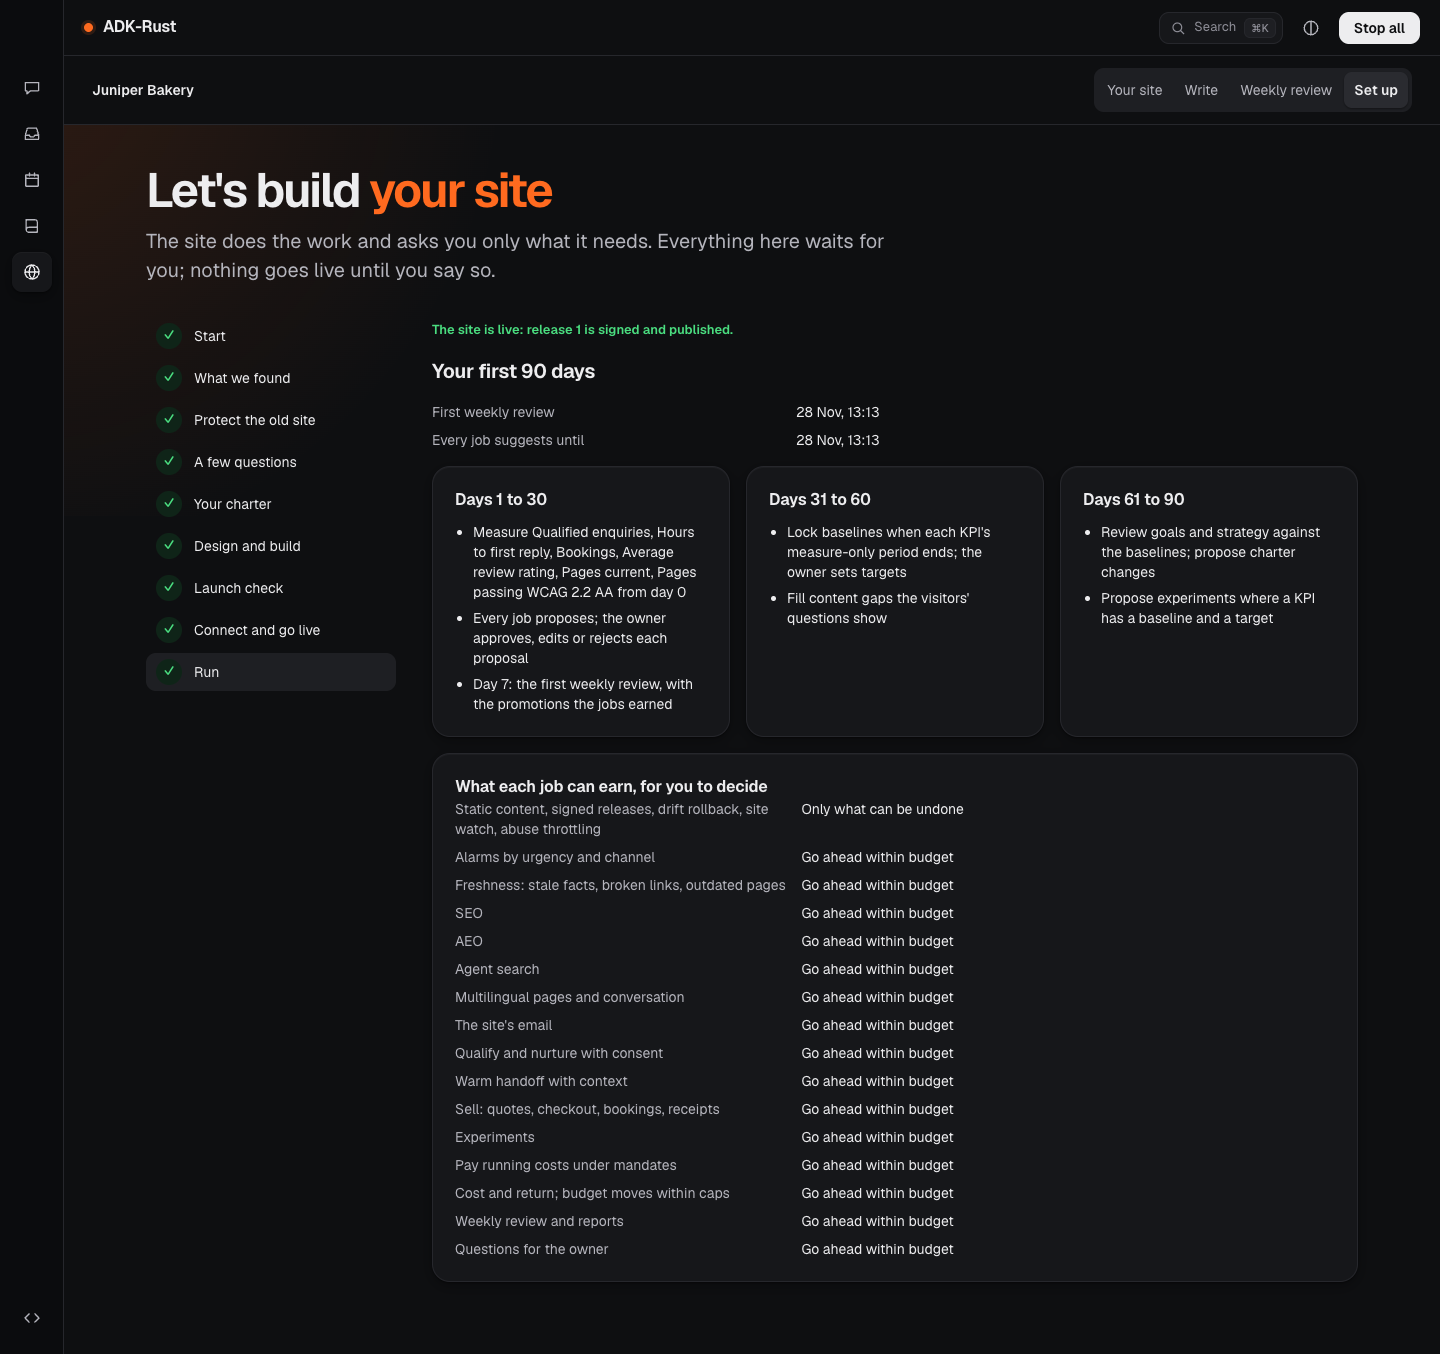 ADK-Rust
Search ⌘K
Stop all
Juniper Bakery
Your site
Write
Weekly review
Set up
Let's build your site
The site does the work and asks you only what it needs. Everything here waits for
you; nothing goes live until you say so.
Start
What we found
Protect the old site
A few questions
Your charter
Design and build
Launch check
Connect and go live
Run
The site is live: release 1 is signed and published.
Your first 90 days
First weekly review 28 Nov, 13:13
Every job suggests until 28 Nov, 13:13
Days 1 to 30
Measure Qualified enquiries, Hours
to first reply, Bookings, Average
review rating, Pages current, Pages
passing WCAG 2.2 AA from day 0
Every job proposes; the owner
approves, edits or rejects each
proposal
Day 7: the first weekly review, with
the promotions the jobs earned
Days 31 to 60
Lock baselines when each KPI's
measure-only period ends; the
owner sets targets
Fill content gaps the visitors'
questions show
Days 61 to 90
Review goals and strategy against
the baselines; propose charter
changes
Propose experiments where a KPI
has a baseline and a target
What each job can earn, for you to decide
Static content, signed releases, drift rollback, site Only what can be undone
watch, abuse throttling
Alarms by urgency and channel Go ahead within budget
Freshness: stale facts, broken links, outdated pages Go ahead within budget
SEO Go ahead within budget
AEO Go ahead within budget
Agent search Go ahead within budget
Multilingual pages and conversation Go ahead within budget
The site's email Go ahead within budget
Qualify and nurture with consent Go ahead within budget
Warm handoff with context Go ahead within budget
Sell: quotes, checkout, bookings, receipts Go ahead within budget
Experiments Go ahead within budget
Pay running costs under mandates Go ahead within budget
Cost and return; budget moves within caps Go ahead within budget
Weekly review and reports Go ahead within budget
Questions for the owner Go ahead within budget